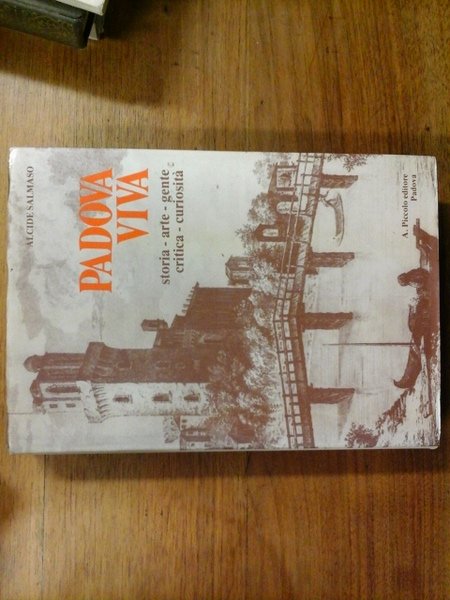 ALCIDE SALMASO
PADOVA
VIVA
storia - arte - gente
critica - curiosità
A. Piccolo editore
Padova